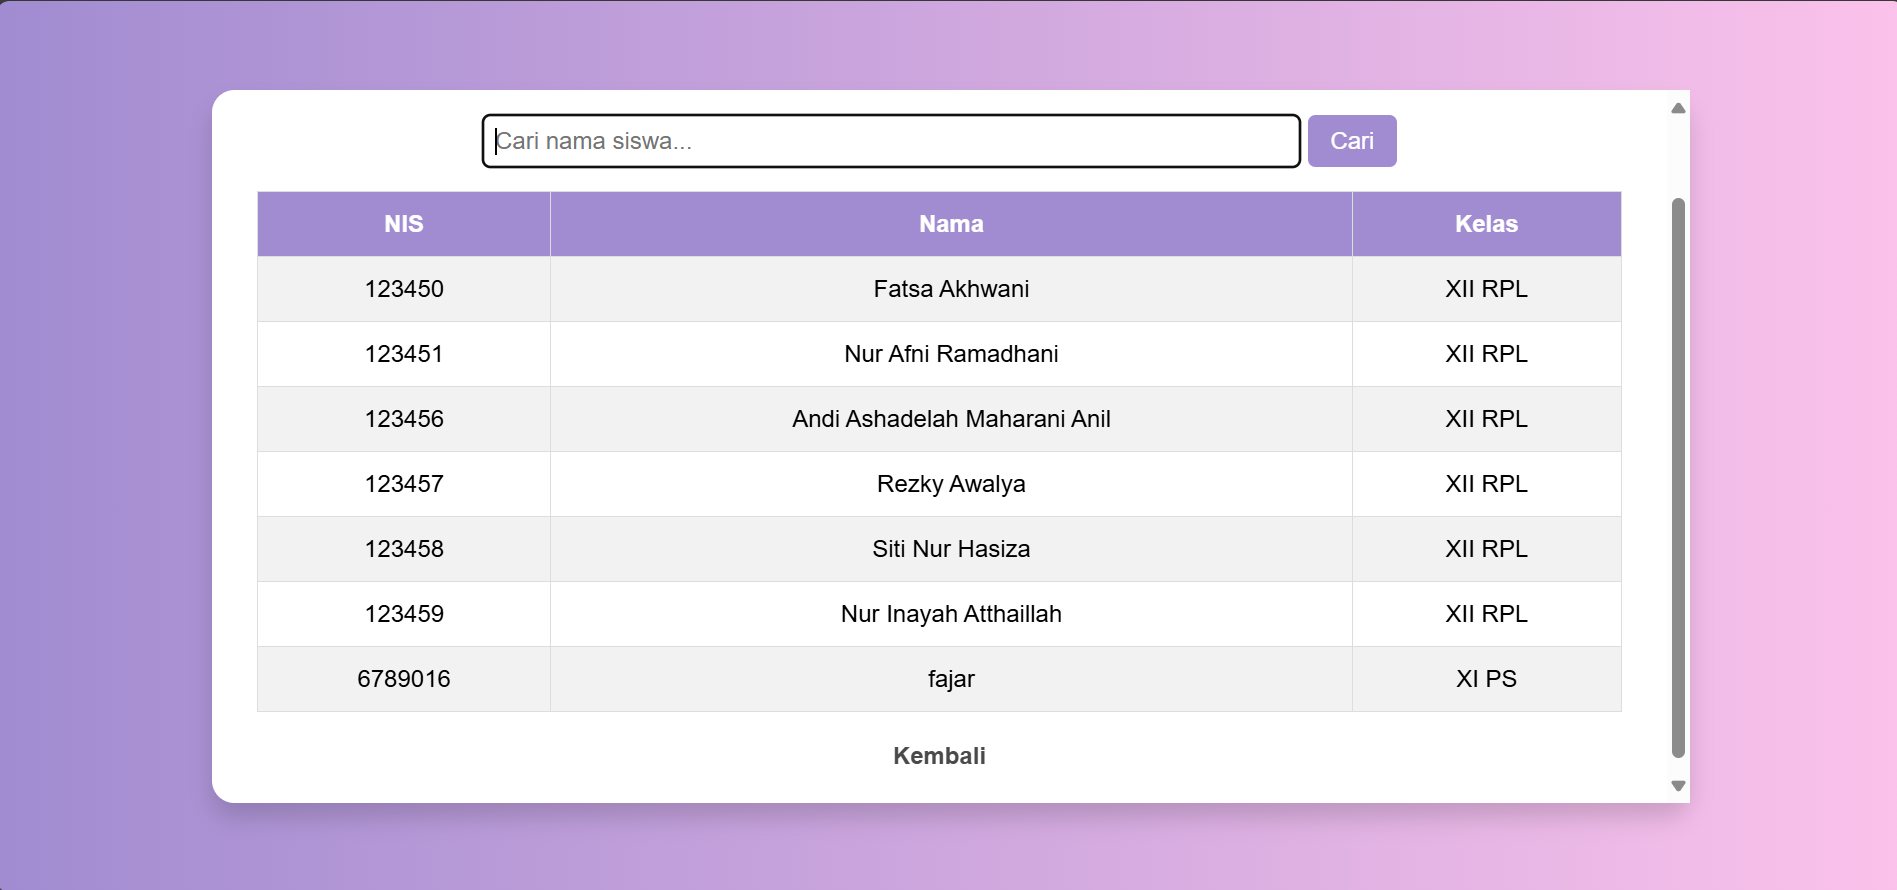 Cari nama siswa... Cari
NIS Nama Kelas
123450 Fatsa Akhwani XII RPL
123451 Nur Afni Ramadhani XII RPL
123456 Andi Ashadelah Maharani Anil XII RPL
123457 Rezky Awalya XII RPL
123458 Siti Nur Hasiza XII RPL
123459 Nur Inayah Atthaillah XII RPL
6789016 fajar XI PS
Kembali